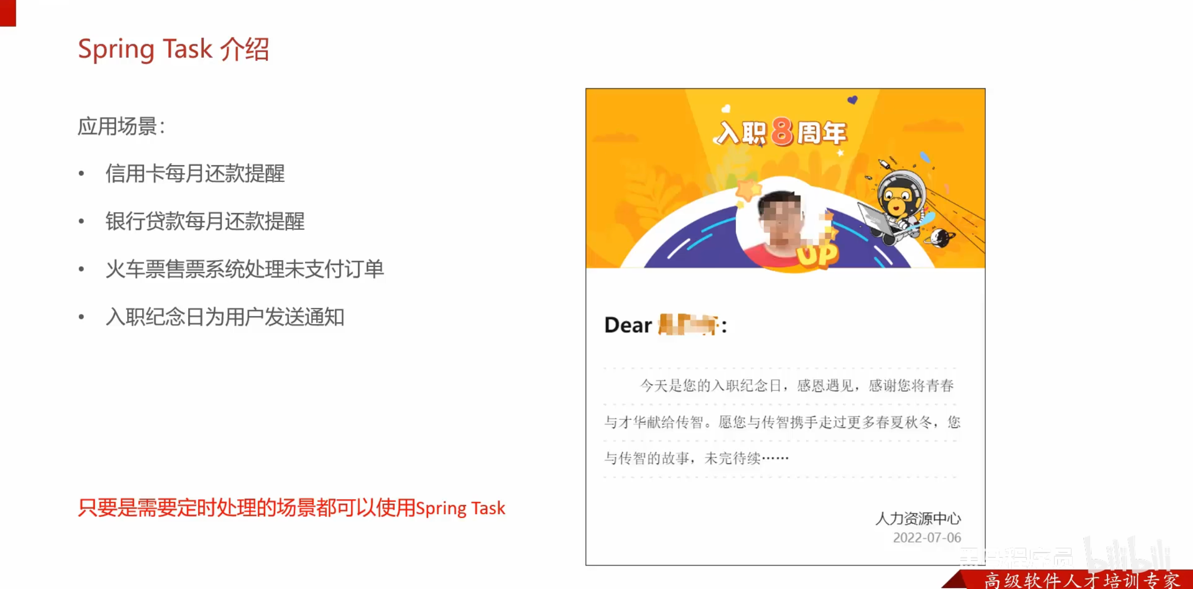 Spring Task 介绍
应用场景：
• 信用卡每月还款提醒
• 银行贷款每月还款提醒
• 火车票售票系统处理未支付订单
• 入职纪念日为用户发送通知
只要是需要定时处理的场景都可以使用Spring Task
入职8周年
UP
Dear
：
今天是您的入职纪念日，感恩遇见，感谢您将青春
与才华献给传智。愿您与传智携手走过更多春夏秋冬，您
与传智的故事，未完待续……
人力资源中心
2022-07-06
bilibili
高级软件人才培训专家